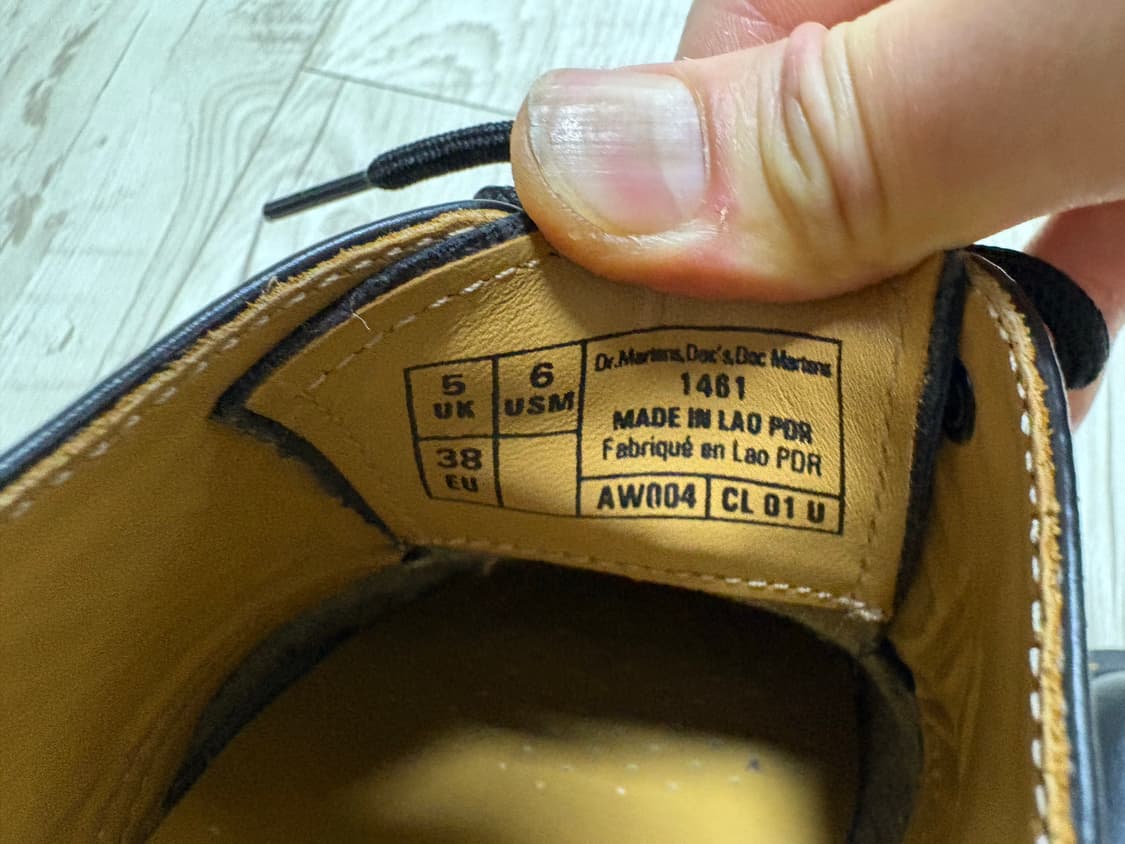 5
UK
6
USM
38
EU
Dr.Martens,Doc's,Doc Martens
1461
MADE IN LAO PDR
Fabriqué en Lao PDR
AW004
CL 01 U